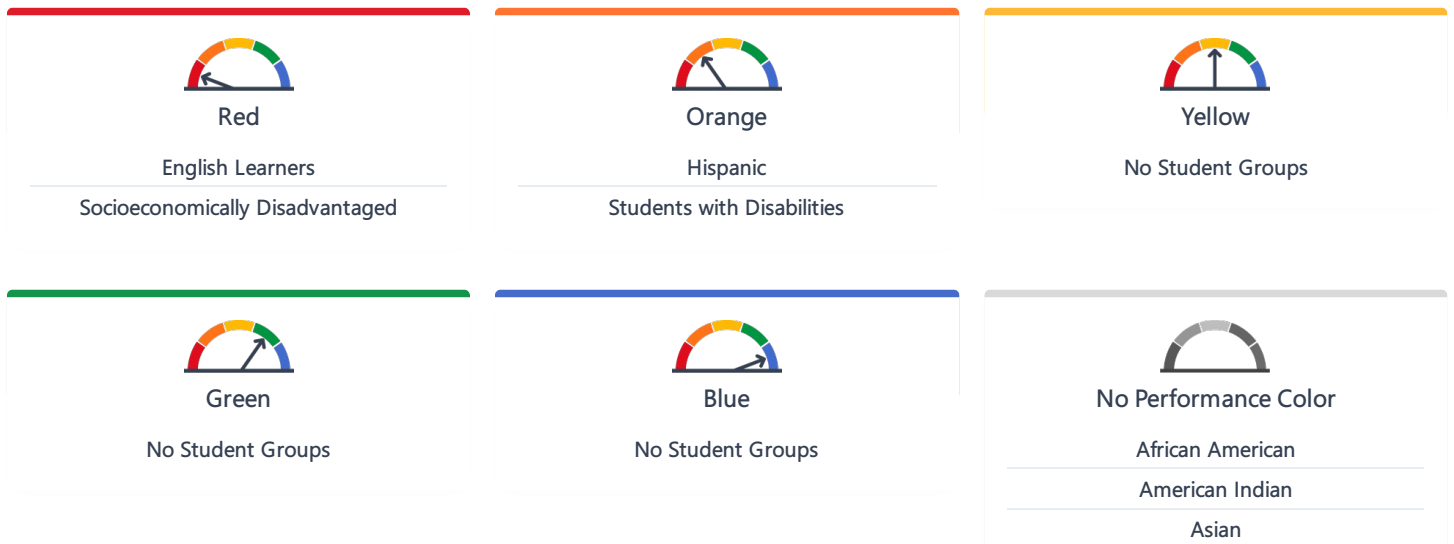 Red
English Learners
Socioeconomically Disadvantaged
Orange
Hispanic
Students with Disabilities
Yellow
No Student Groups
Green
No Student Groups
Blue
No Student Groups
No Performance Color
African American
American Indian
Asian